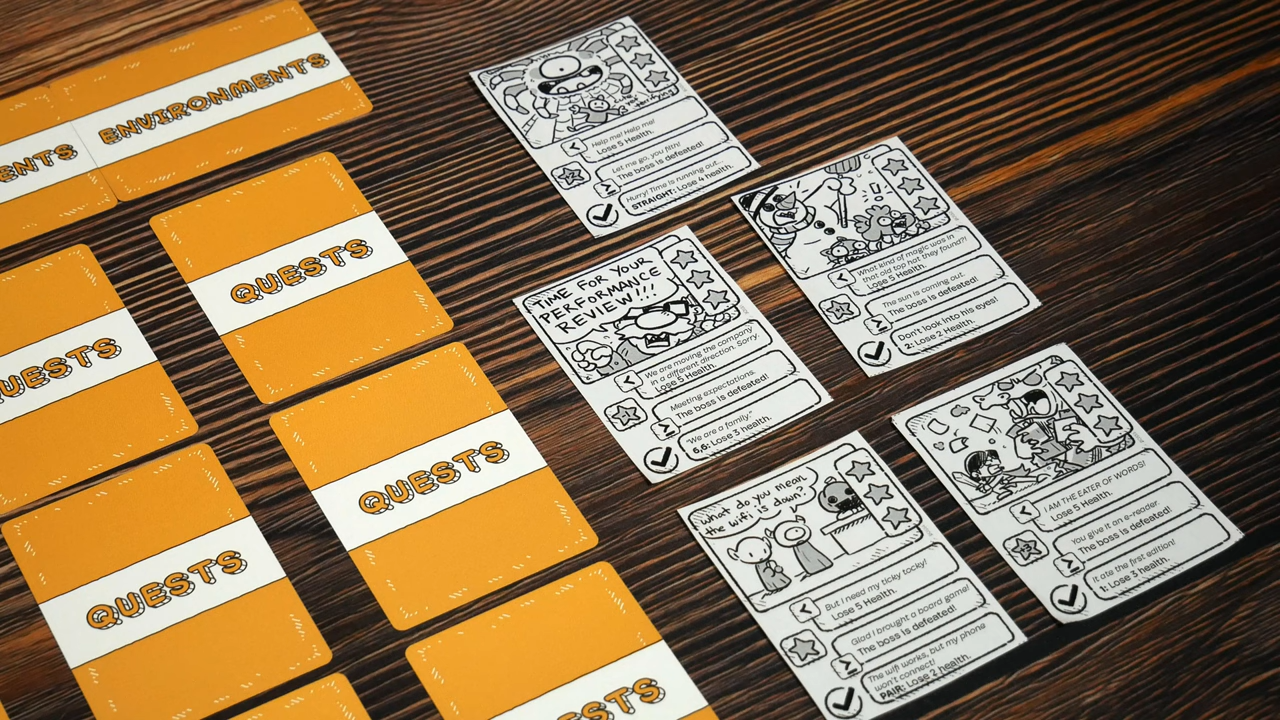 ENVIRONMENTS
ENTS
QUESTS
UESTS
QUESTS
QUESTS
ESTS
Help me! Help me!
Lose 5 Health.
Let me go, you filth!
The boss is defeated!
Hurry! Time is running out...
STRAIGHT: Lose 4 health.
What kind of magic was in
that old top hat they found?!
Lose 5 Health.
The sun is coming out.
The boss is defeated!
Don't look into his eyes!
2: Lose 2 Health.
TIME FOR YOUR
PERFORMANCE
REVIEW!!!
We are moving the company
in a different direction. Sorry.
Lose 5 Health.
Meeting expectations.
The boss is defeated!
"We are a family."
6,6: Lose 3 health.
I AM THE EATER OF WORDS!
Lose 5 Health.
You give it an e-reader.
The boss is defeated!
It ate the first edition!
1: Lose 3 health.
What do you mean
the wifi is down?
But I need my ticky tocky!
Lose 5 Health.
Glad I brought a board game!
The boss is defeated!
The wifi works, but my phone
won't connect!
PAIR: Lose 2 health.